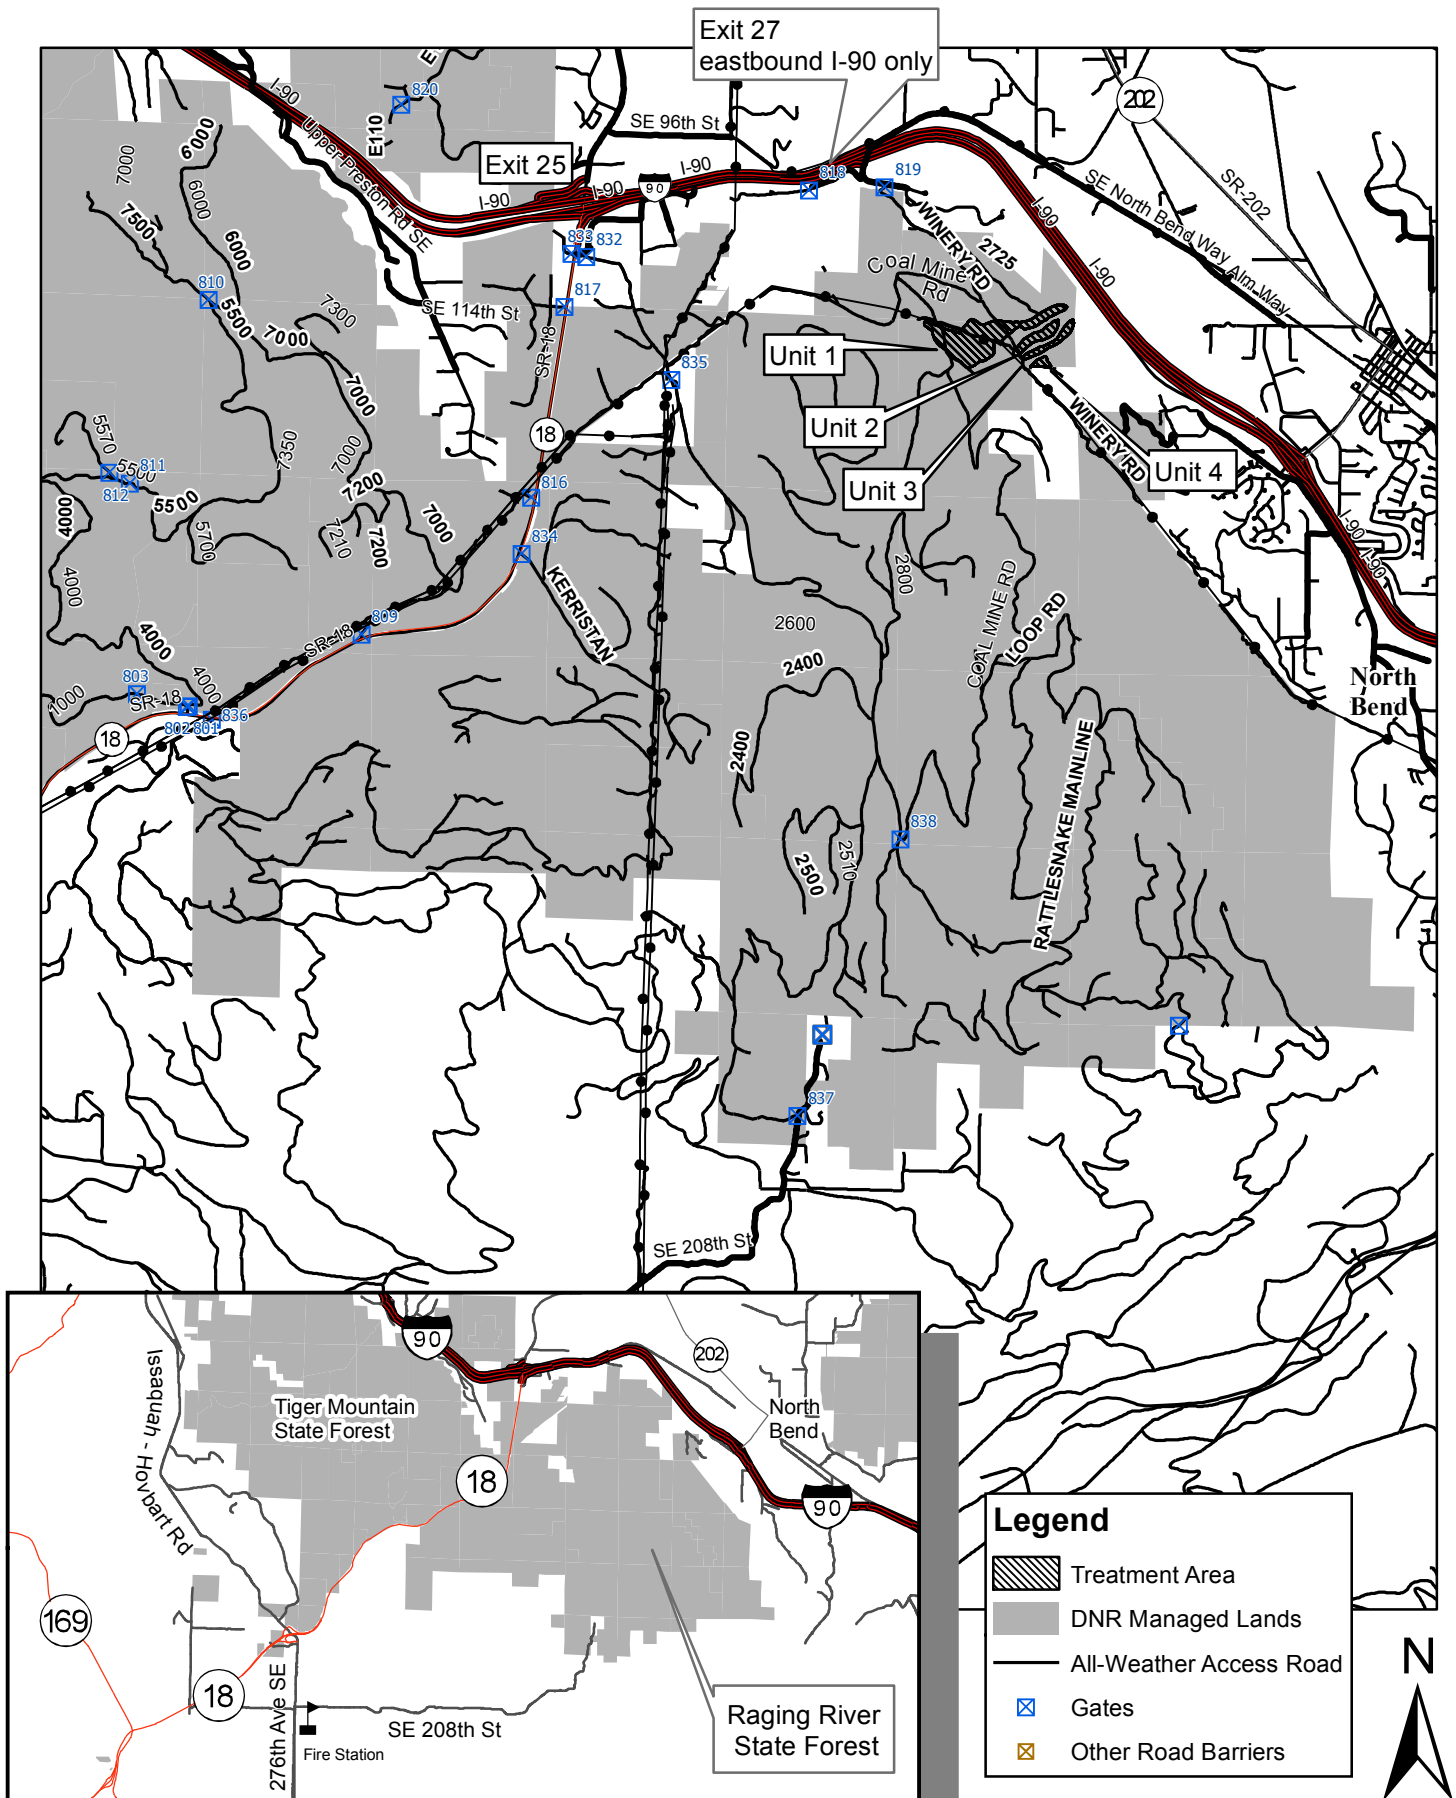 Exit 27
eastbound I-90 only
I-90
820
E110
Upper Preston Rd SE
SE 96th St
202
Exit 25
I-90
I-90
90
I-90
818
819
SE North Bend Way
SR-202
7000
6000
6000
7500
6000
WINERY RD
2725
I-90
I-90
833
832
Coal Mine
Rd
Alm Way
810
5500
7300
7000
817
SE 114th St
SR-18
Unit 1
835
7000
Unit 2
WINERY RD
Unit 4
18
5570
5500
811
812
5500
7350
7000
7200
7000
816
Unit 3
4000
5700
7210
7200
834
I-90
I-90
4000
KERRISTAN
2800
COAL MINE RD
LOOP RD
2600
809
SR-18
4000
2400
803
4000
1000
SR-18
802
801
836
18
North
Bend
2400
RATTLESNAKE MAINLINE
838
2500
2510
837
SE 208th St
90
202
Issaquah - Hovbart Rd
Tiger Mountain
State Forest
North
Bend
18
90
169
18
276th Ave SE
SE 208th St
Fire Station
Raging River
State Forest
Legend
Treatment Area
DNR Managed Lands
All-Weather Access Road
Gates
Other Road Barriers
N